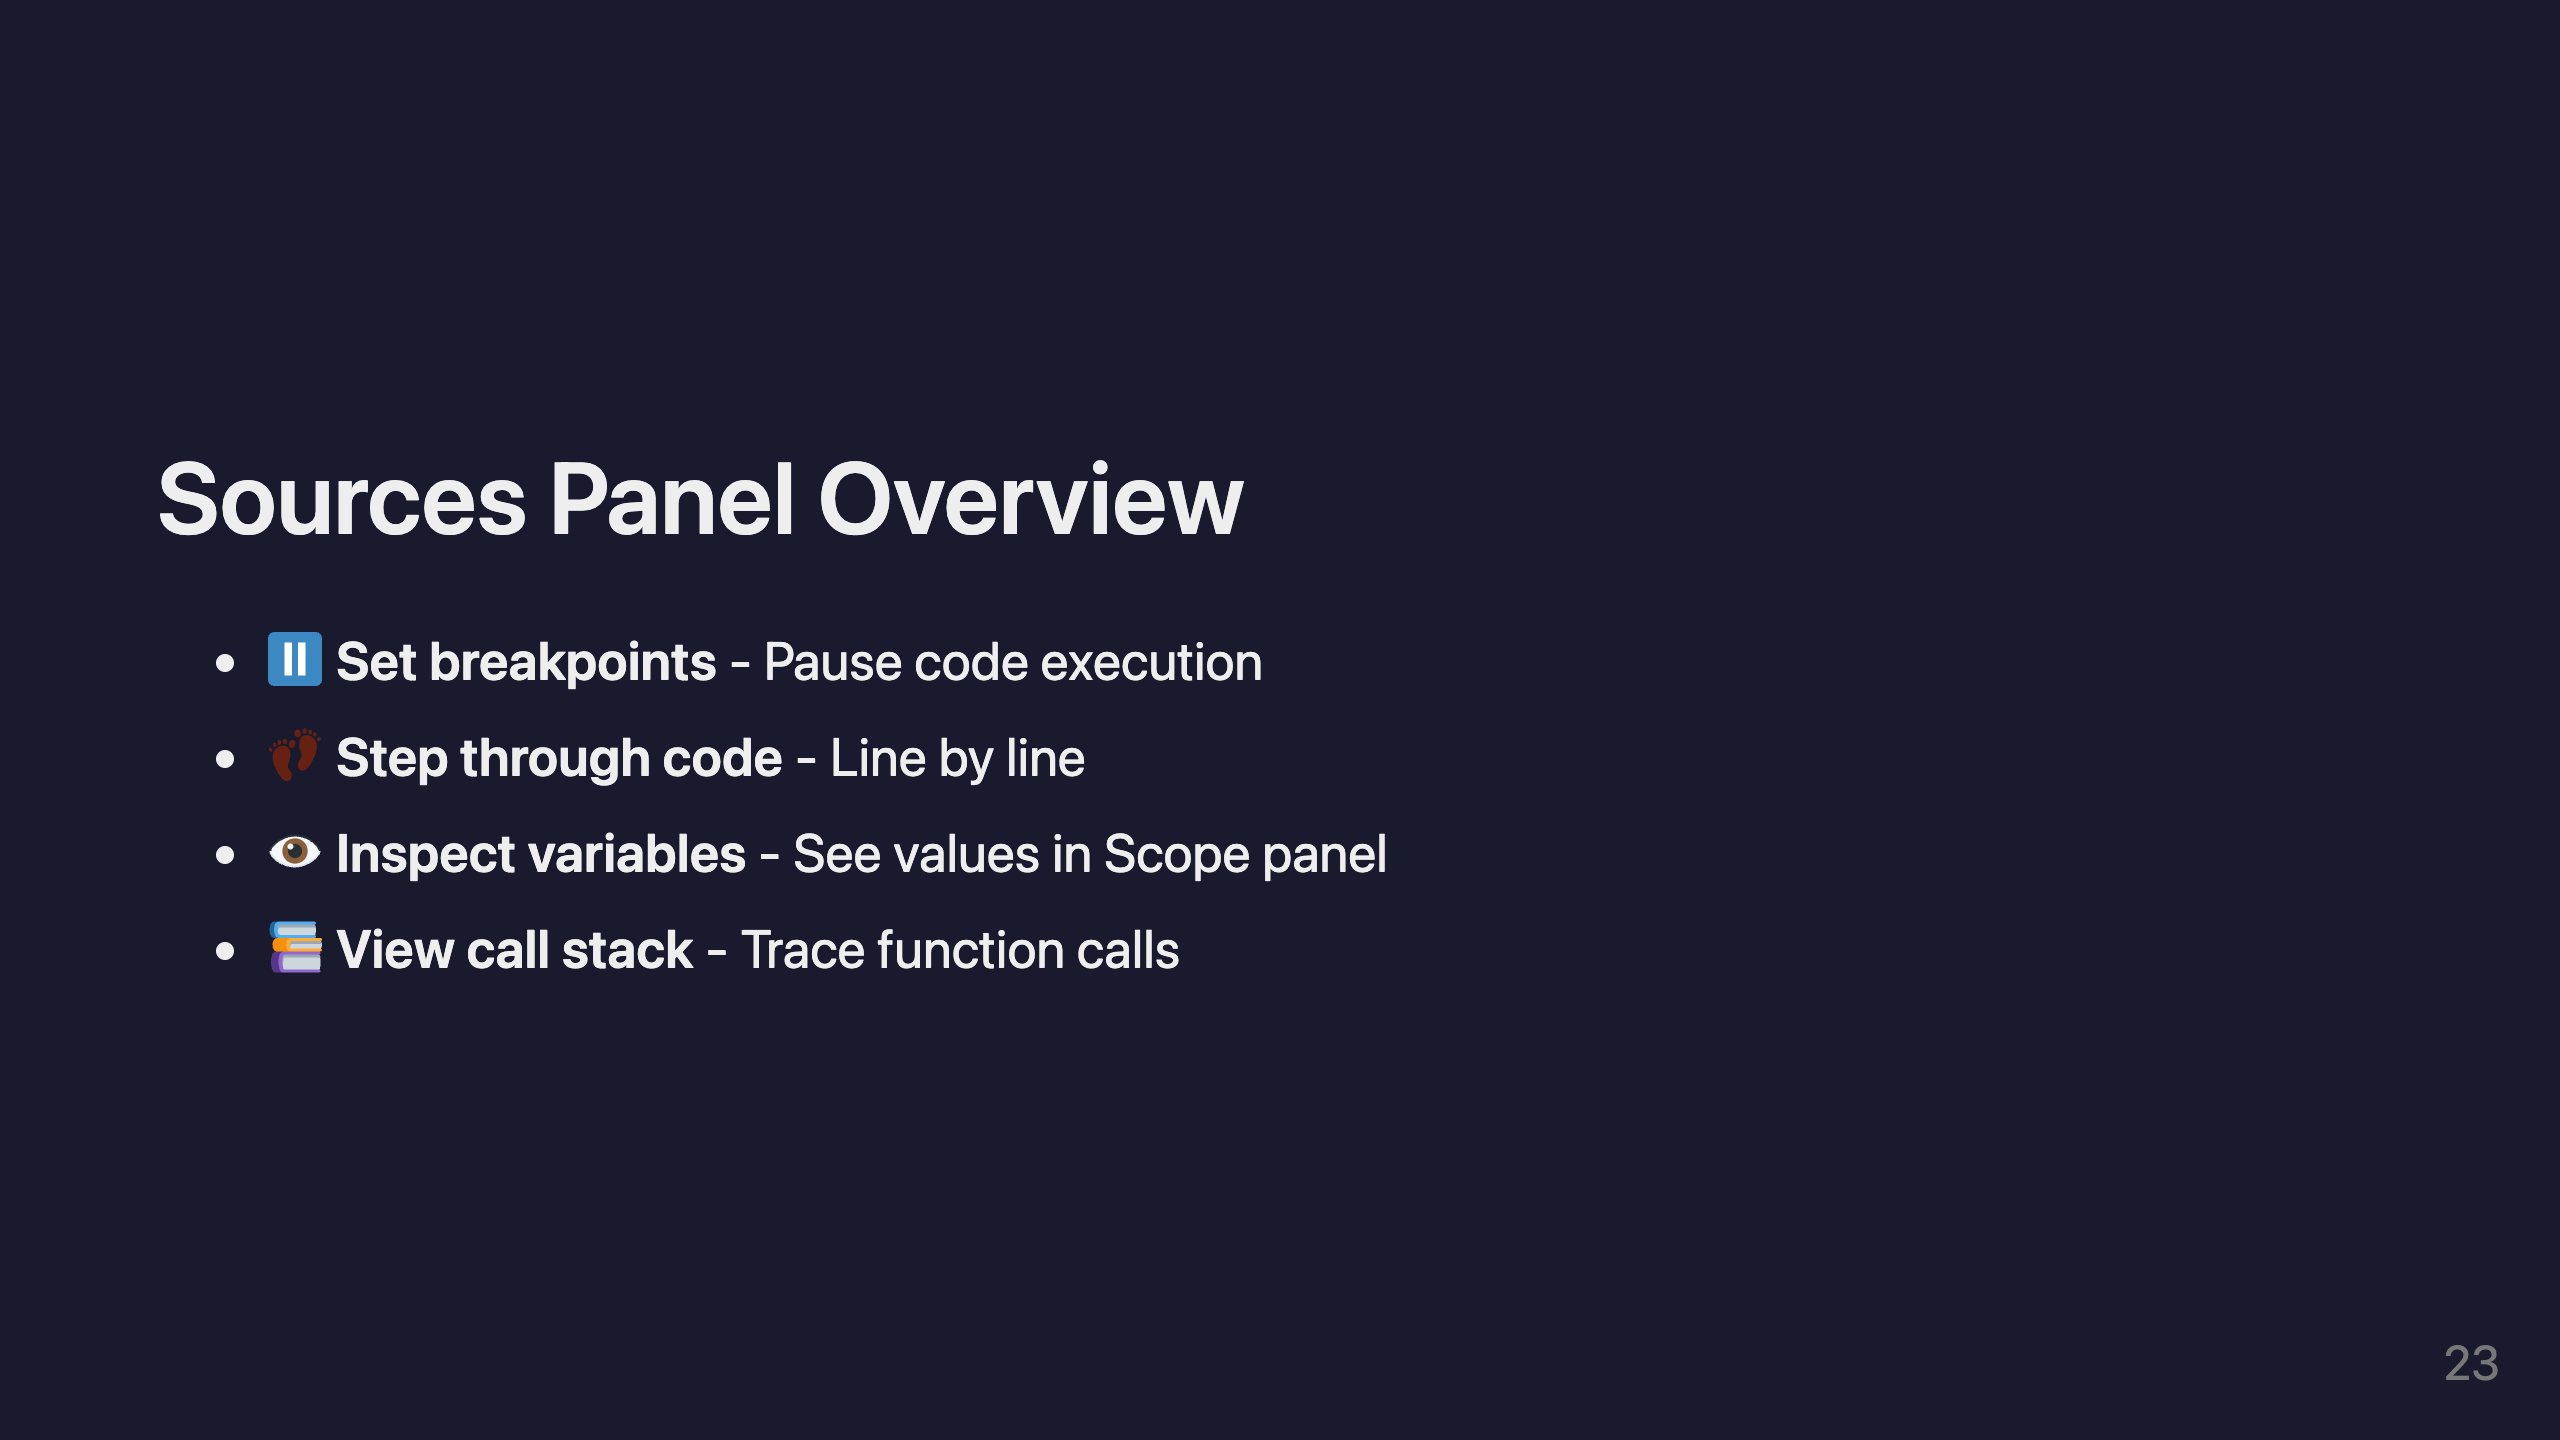 Sources Panel Overview
• ⏸️ Set breakpoints - Pause code execution
• 👣 Step through code - Line by line
• 👁️ Inspect variables - See values in Scope panel
• 📚 View call stack - Trace function calls
23